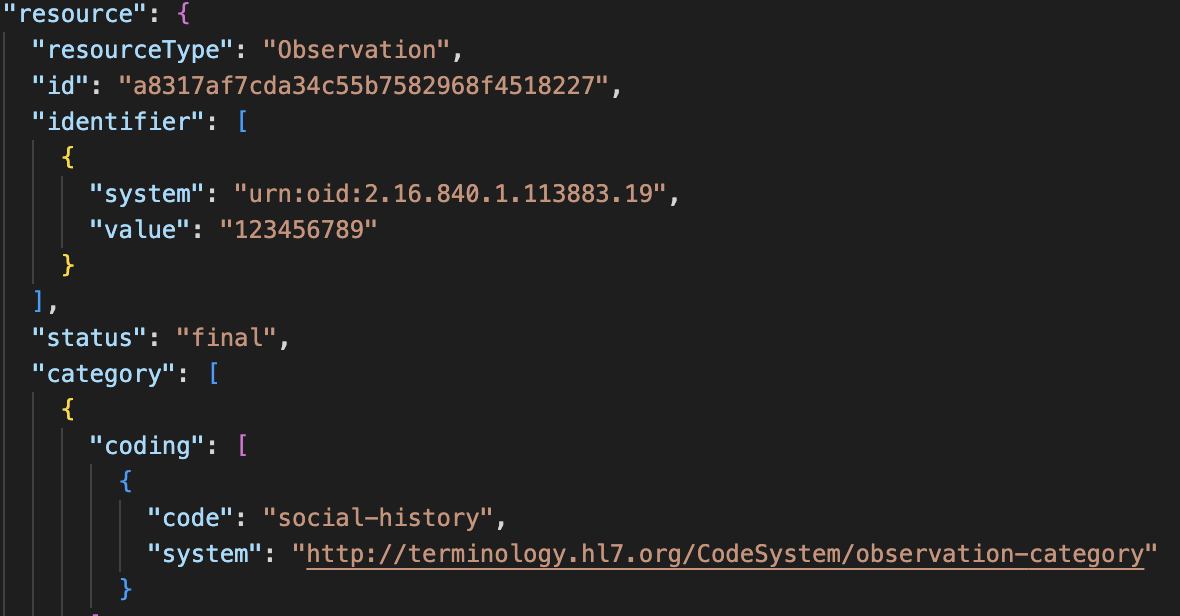 "resource": {
"resourceType": "Observation",
"id": "a8317af7cda34c55b7582968f4518227",
"identifier": [
{
"system": "urn:oid:2.16.840.1.113883.19",
"value": "123456789"
}
],
"status": "final",
"category": [
{
"coding": [
{
"code": "social-history",
"system": "http://terminology.hl7.org/CodeSystem/observation-category"
}